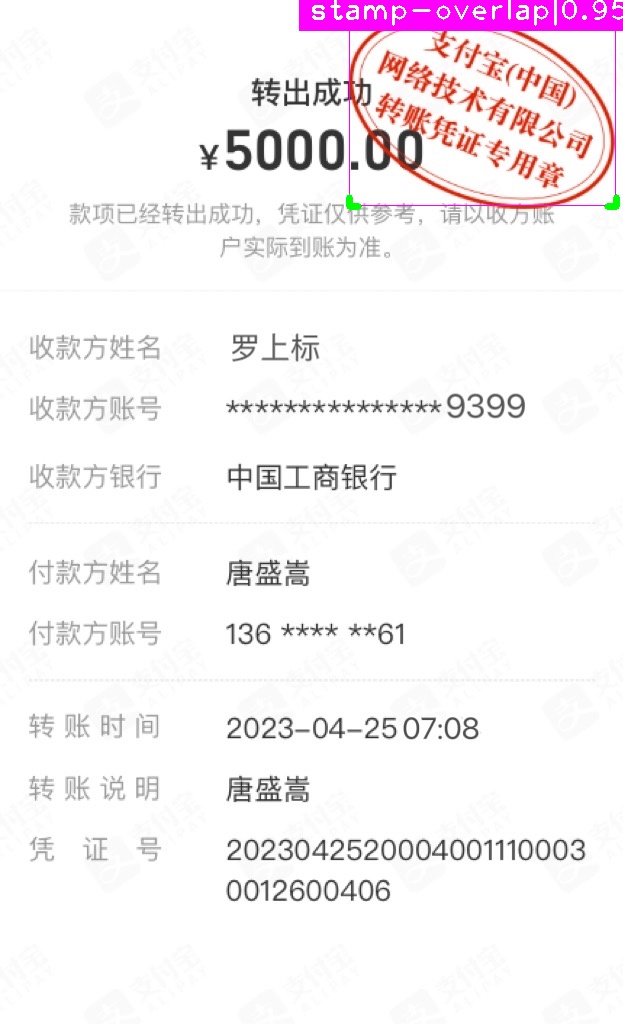 stamp-overlap|0.95
支付宝(中国)
网络技术有限公司
转账凭证专用章
转出成功
¥5000.00
款项已经转出成功，凭证仅供参考，请以收方账
户实际到账为准。
收款方姓名 罗上标
收款方账号 ***************9399
收款方银行 中国工商银行
付款方姓名 唐盛嵩
付款方账号 136 **** **61
转账时间 2023-04-25 07:08
转账说明 唐盛嵩
凭证号 2023042520004001110003
0012600406